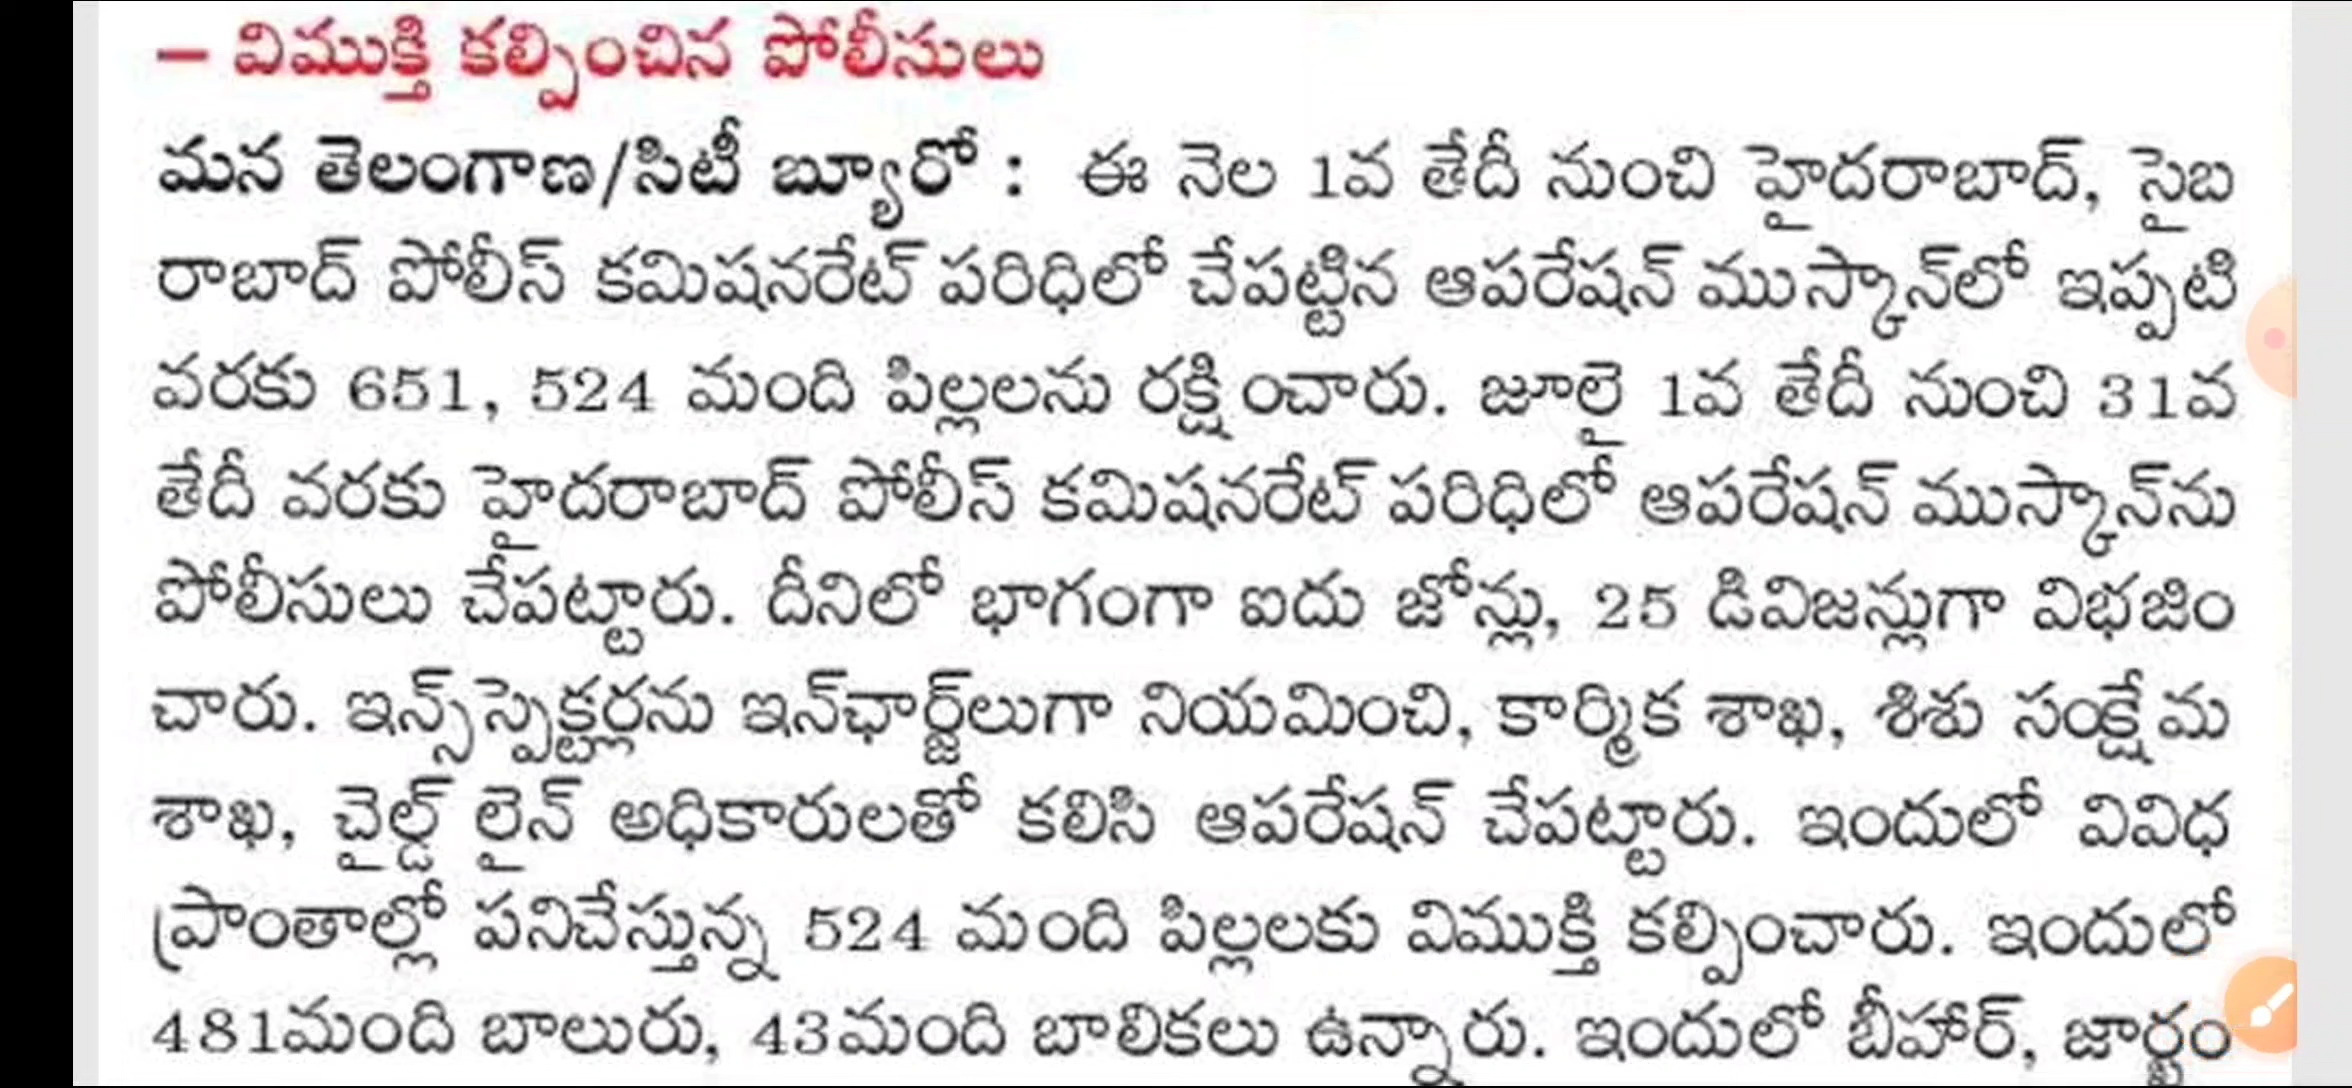 – విముక్తి కల్పించిన పోలీసులు
మన తెలంగాణ/సిటీ బ్యూరో : ఈ నెల 1వ తేదీ నుంచి హైదరాబాద్, సైబ
రాబాద్ పోలీస్ కమిషనరేట్ పరిధిలో చేపట్టిన ఆపరేషన్ ముస్కాన్‌లో ఇప్పటి
వరకు 651, 524 మంది పిల్లలను రక్షించారు. జూలై 1వ తేదీ నుంచి 31వ
తేదీ వరకు హైదరాబాద్ పోలీస్ కమిషనరేట్ పరిధిలో ఆపరేషన్ ముస్కాన్‌ను
పోలీసులు చేపట్టారు. దీనిలో భాగంగా ఐదు జోన్లు, 25 డివిజన్లుగా విభజిం
చారు. ఇన్స్‌స్పెక్టర్లను ఇన్‌ఛార్జ్‌లుగా నియమించి, కార్మిక శాఖ, శిశు సంక్షేమ
శాఖ, చైల్డ్ లైన్ అధికారులతో కలిసి ఆపరేషన్ చేపట్టారు. ఇందులో వివిధ
ప్రాంతాల్లో పనిచేస్తున్న 524 మంది పిల్లలకు విముక్తి కల్పించారు. ఇందులో
481మంది బాలురు, 43మంది బాలికలు ఉన్నారు. ఇందులో బీహార్, జార్ఖం